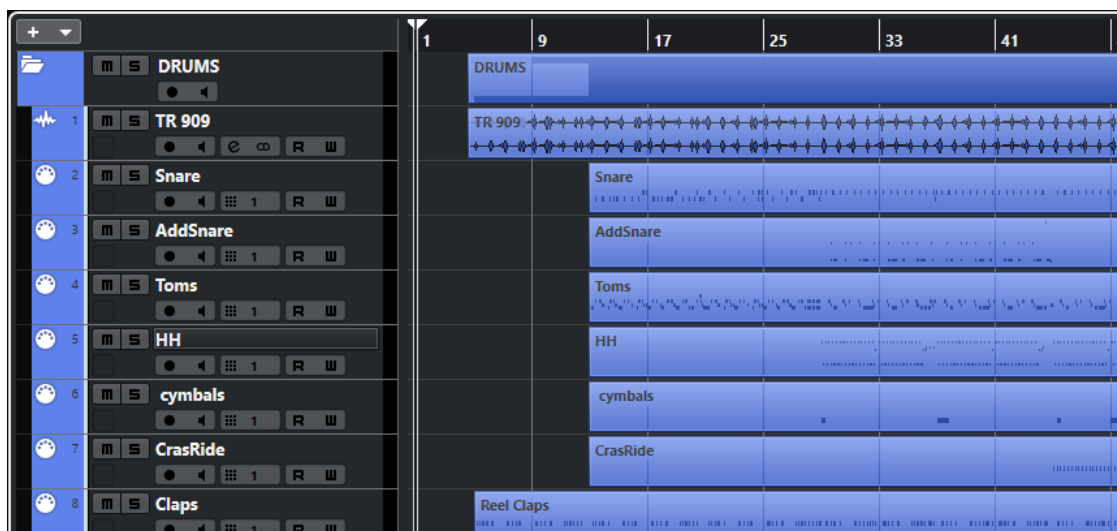 +
1 9 17 25 33 41
m S DRUMS
DRUMS
1 m S TR 909
e R W
TR 909
2 m S Snare
1 R W
Snare
3 m S AddSnare
1 R W
AddSnare
4 m S Toms
1 R W
Toms
5 m S HH
1 R W
HH
6 m S cymbals
1 R W
cymbals
7 m S CrasRide
1 R W
CrasRide
8 m S Claps
1 R W
Reel Claps